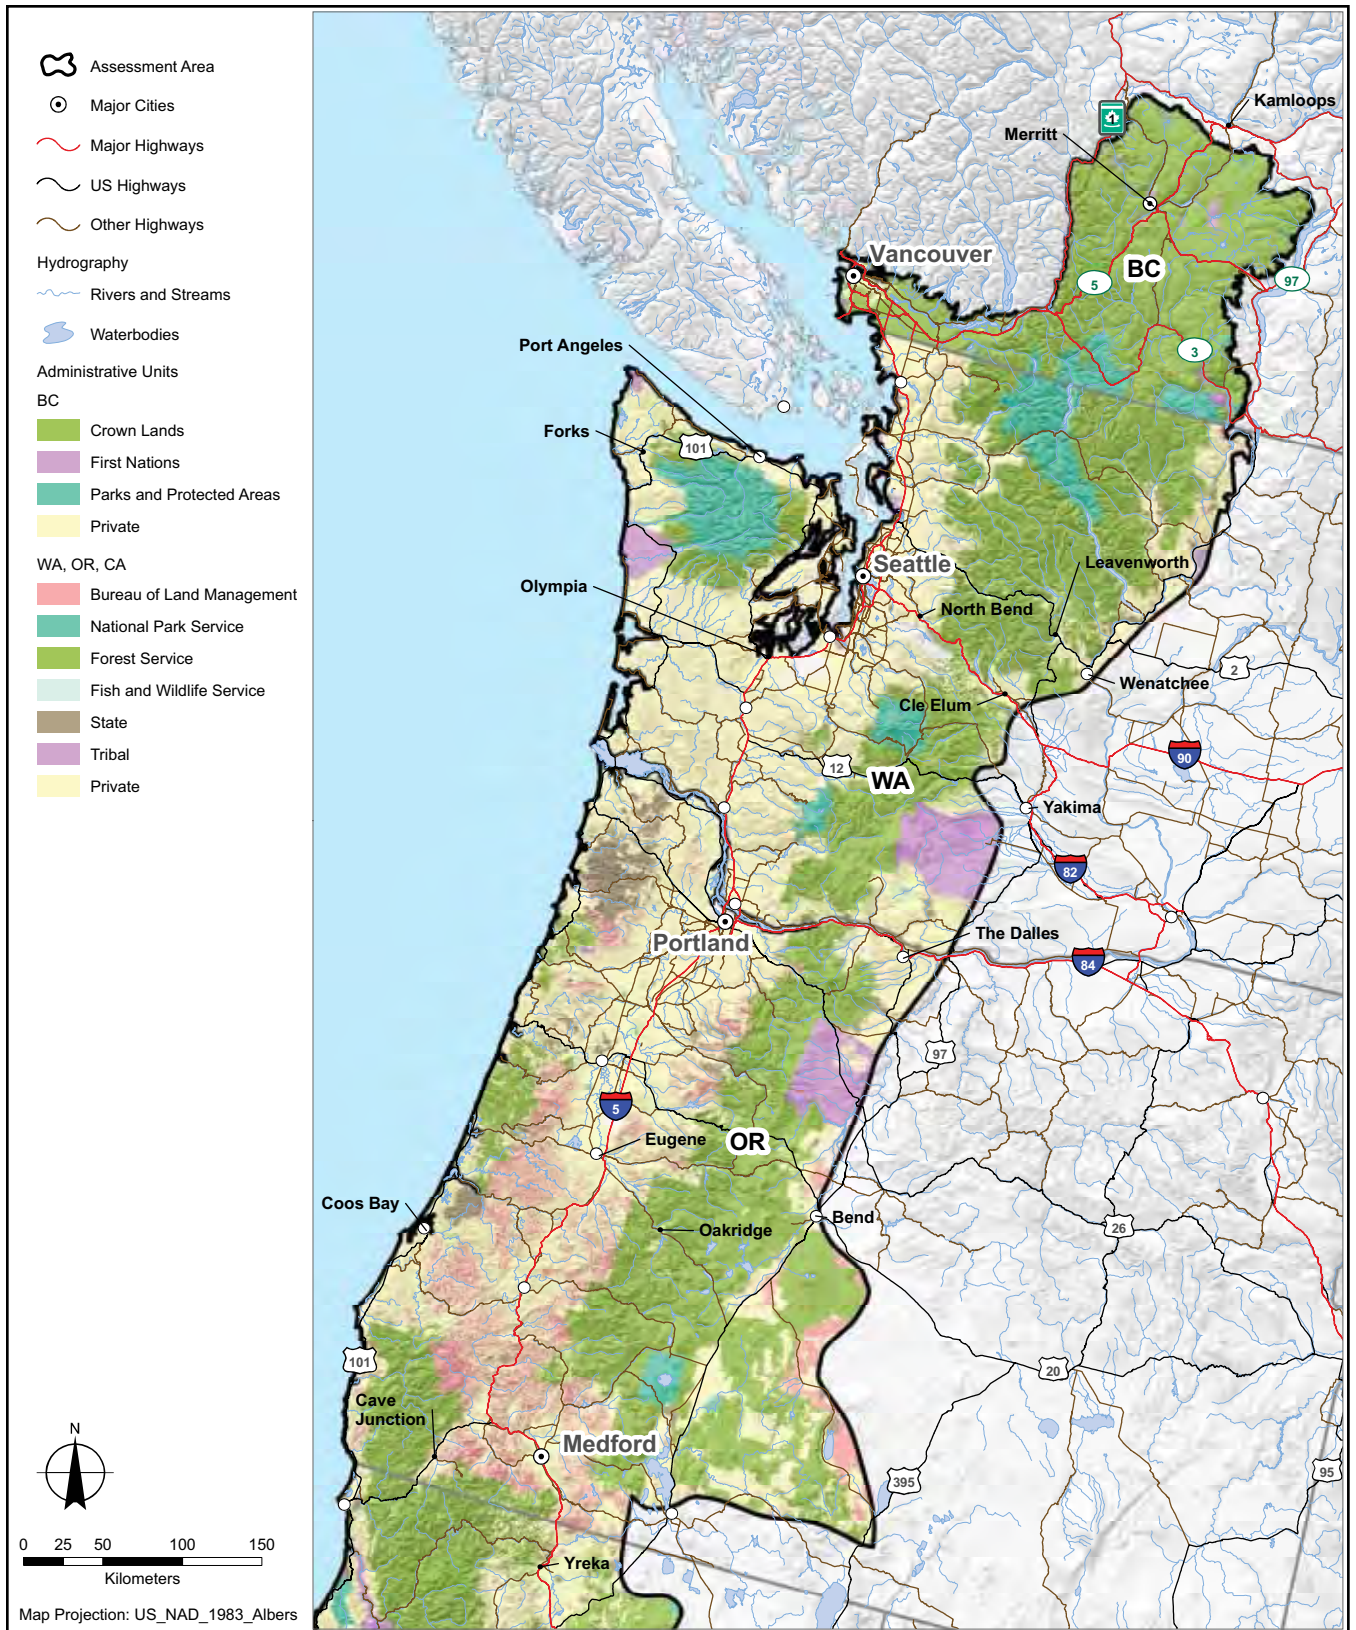 Assessment Area
Major Cities
Major Highways
US Highways
Other Highways
Hydrography
Rivers and Streams
Waterbodies
Administrative Units
BC
Crown Lands
First Nations
Parks and Protected Areas
Private
WA, OR, CA
Bureau of Land Management
National Park Service
Forest Service
Fish and Wildlife Service
State
Tribal
Private
N
0 25 50 100 150
Kilometers
Map Projection: US_NAD_1983_Albers
Kamloops
1
Merritt
Vancouver
BC
5
97
3
Port Angeles
Forks
101
Seattle
Leavenworth
Olympia
North Bend
2
Wenatchee
Cle Elum
90
12
WA
Yakima
82
Portland
The Dalles
84
97
5
Eugene
OR
Coos Bay
Bend
Oakridge
26
101
20
Cave
Junction
Medford
395
95
Yreka